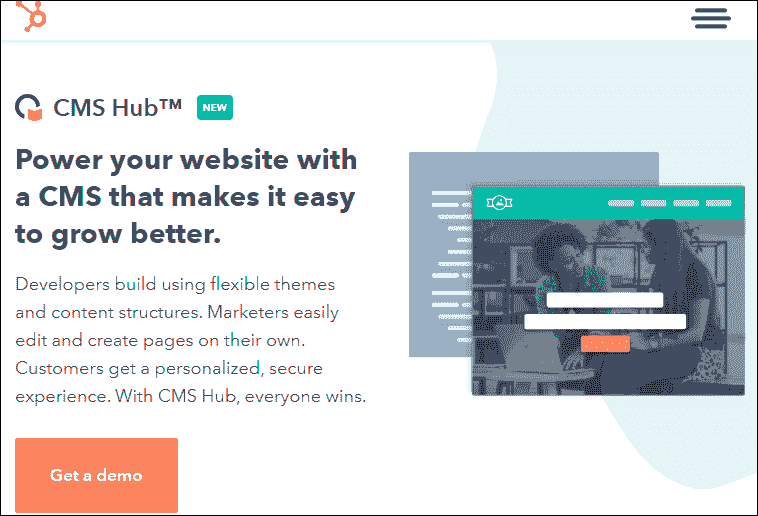 CMS Hub™ NEW
Power your website with
a CMS that makes it easy
to grow better.
Developers build using flexible themes
and content structures. Marketers easily
edit and create pages on their own.
Customers get a personalized, secure
experience. With CMS Hub, everyone wins.
Get a demo